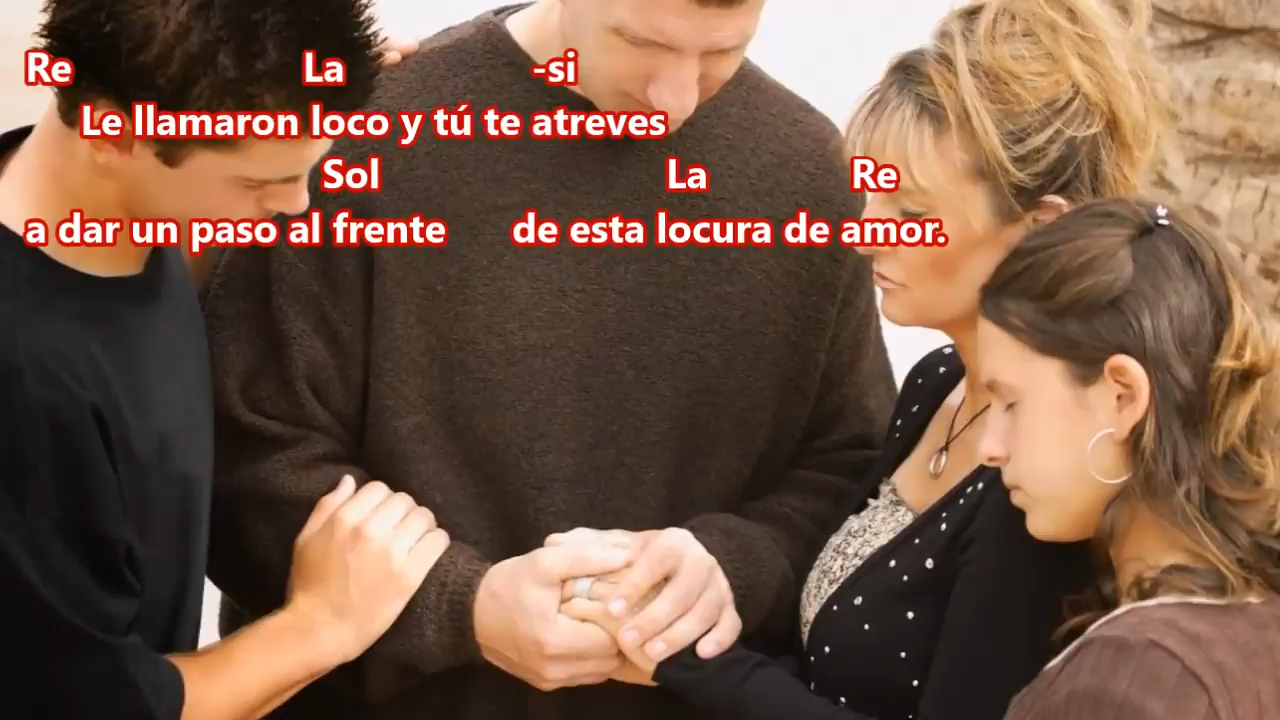 Re La -si
Le llamaron loco y tú te atreves
Sol La Re
a dar un paso al frente de esta locura de amor.